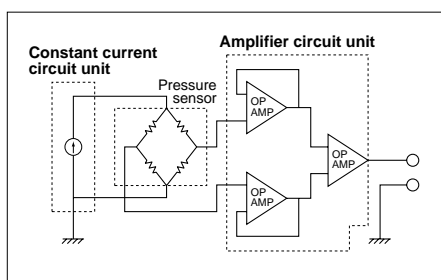 Constant current
circuit unit
Amplifier circuit unit
Pressure
sensor
OP
AMP
OP
AMP
OP
AMP